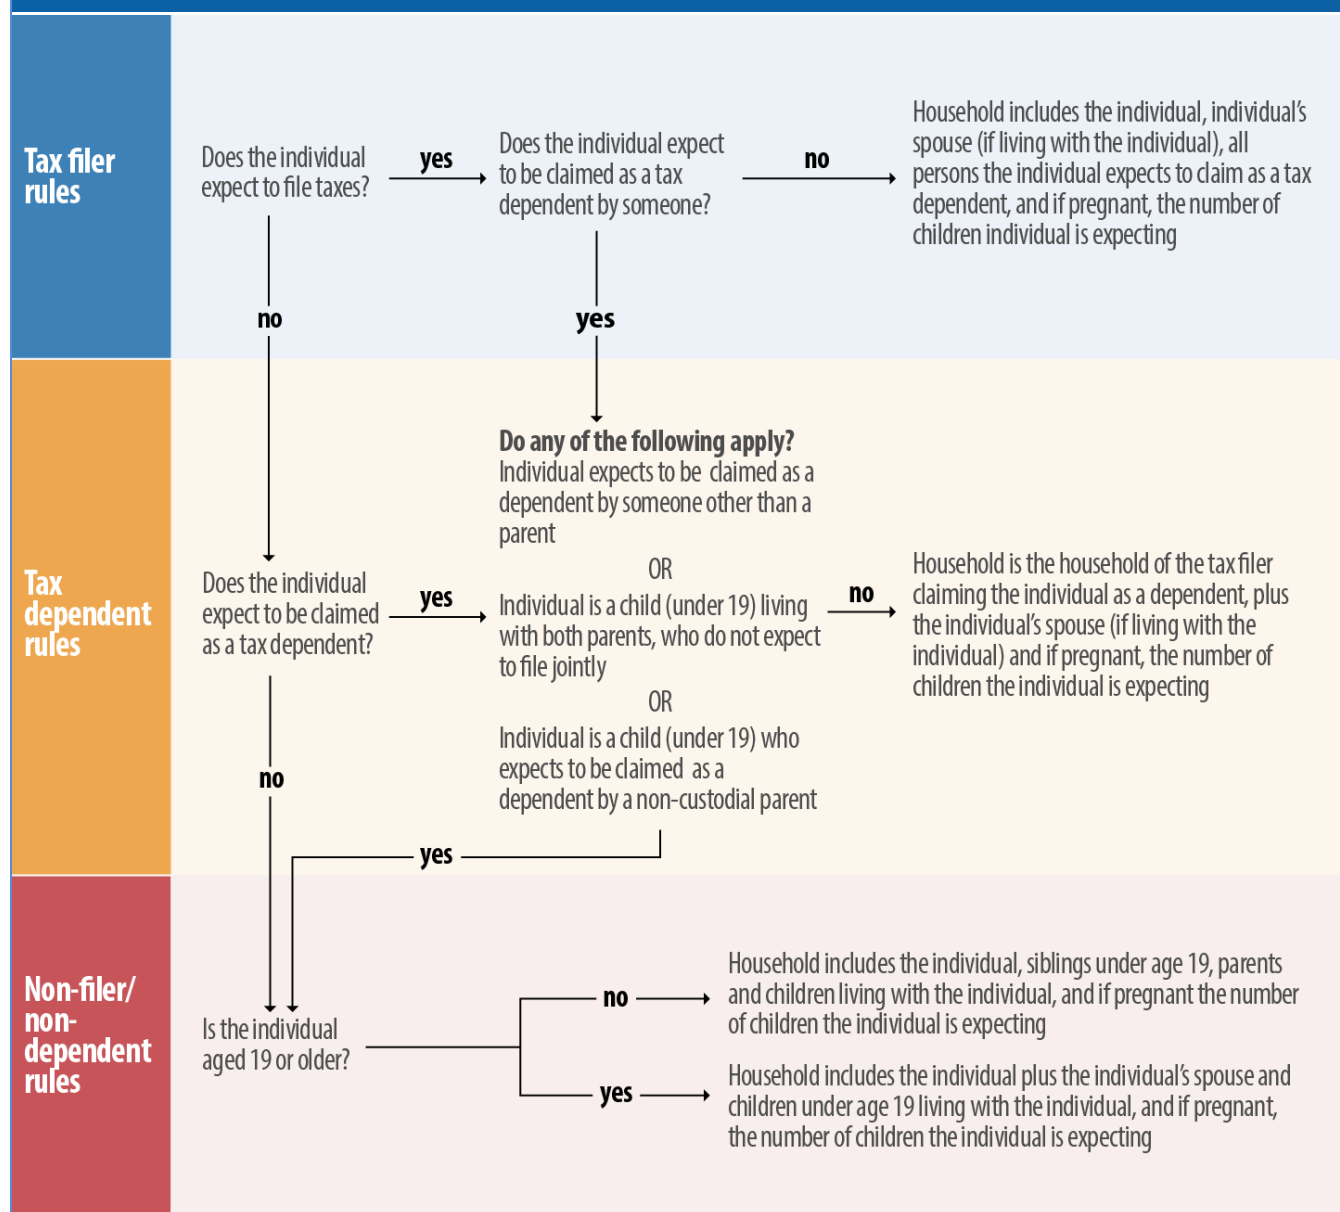 Tax filer
rules
Does the individual
expect to file taxes?
yes
Does the individual expect
to be claimed as a tax
dependent by someone?
no
Household includes the individual, individual's
spouse (if living with the individual), all
persons the individual expects to claim as a tax
dependent, and if pregnant, the number of
children individual is expecting
no
yes
Tax
dependent
rules
Does the individual
expect to be claimed
as a tax dependent?
yes
Do any of the following apply?
Individual expects to be claimed as a
dependent by someone other than a
parent
OR
Individual is a child (under 19) living
with both parents, who do not expect
to file jointly
OR
Individual is a child (under 19) who
expects to be claimed as a
dependent by a non-custodial parent
no
Household is the household of the tax filer
claiming the individual as a dependent, plus
the individual's spouse (if living with the
individual) and if pregnant, the number of
children the individual is expecting
no
yes
Non-filer/
non-
dependent
rules
Is the individual
aged 19 or older?
no
Household includes the individual, siblings under age 19, parents
and children living with the individual, and if pregnant the number
of children the individual is expecting
yes
Household includes the individual plus the individual's spouse and
children under age 19 living with the individual, and if pregnant,
the number of children the individual is expecting